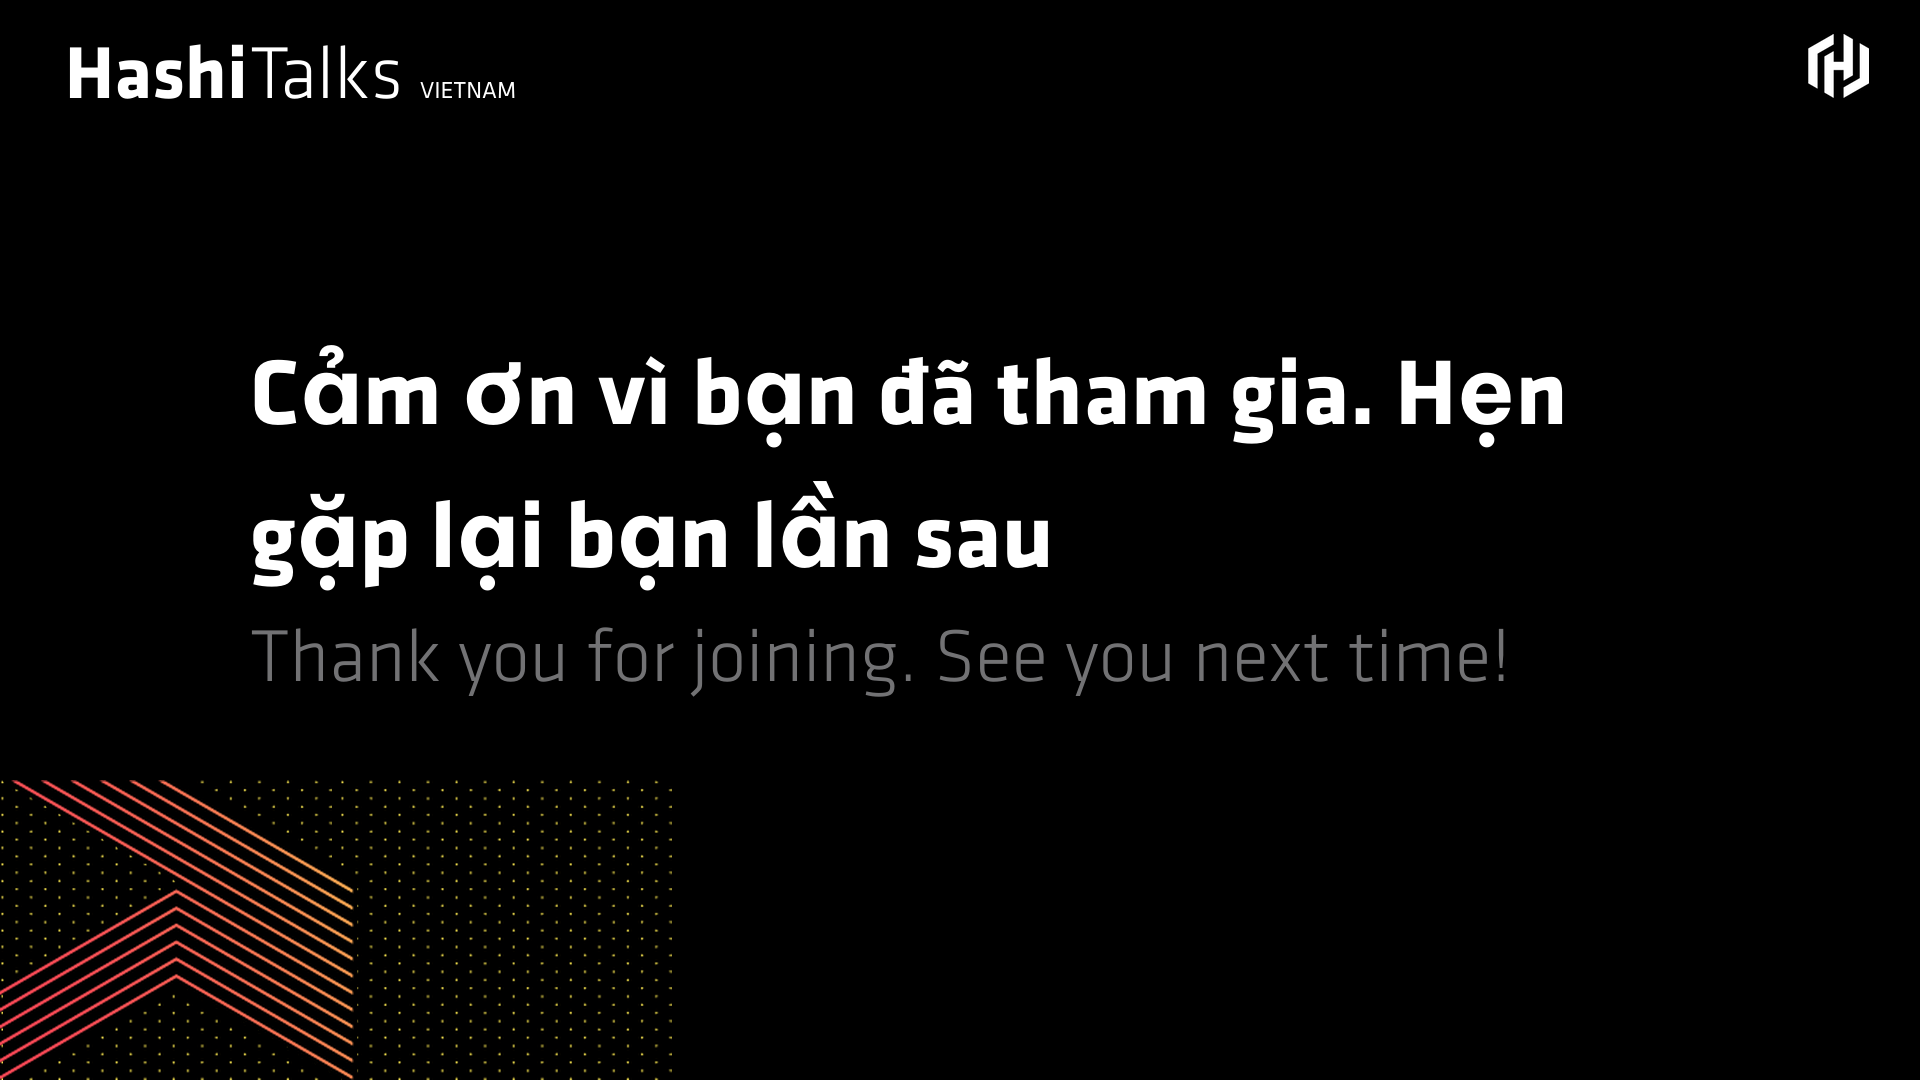 HashiTalks VIETNAM
Cảm ơn vì bạn đã tham gia. Hẹn
gặp lại bạn lần sau
Thank you for joining. See you next time!